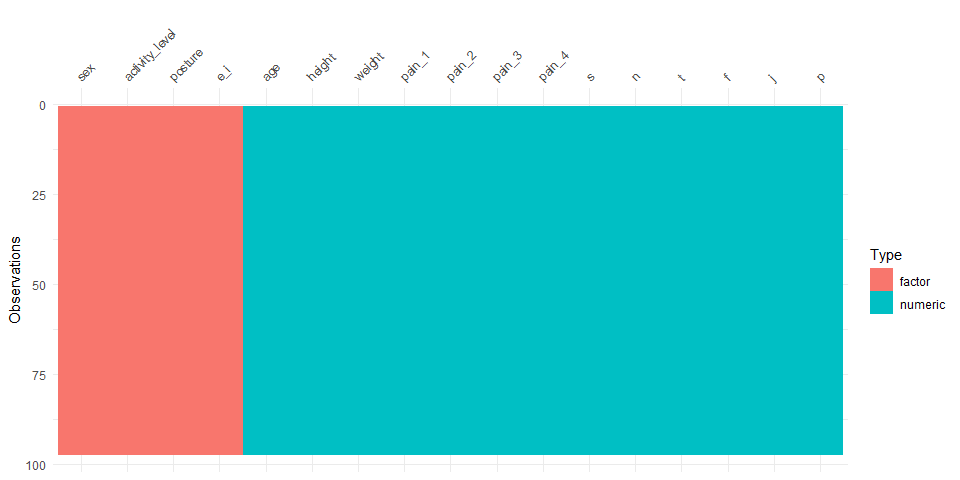 sex
activity_level
posture
e_i
age
height
weight
pain_1
pain_2
pain_3
pain_4
s
n
t
f
j
p
0
25
50
75
100
Observations
Type
factor
numeric